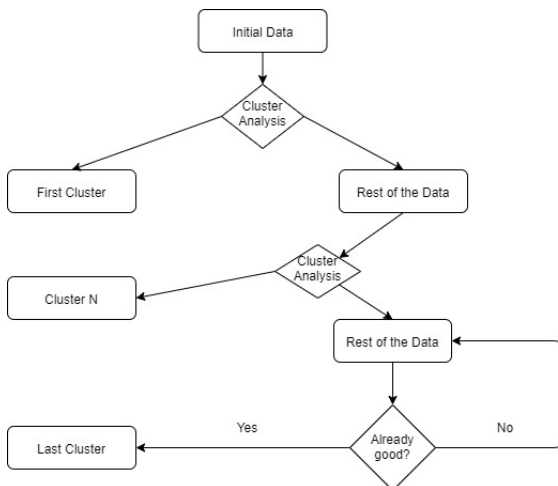 Initial Data
Cluster
Analysis
First Cluster
Rest of the Data
Cluster
Analysis
Cluster N
Rest of the Data
Yes
Already
good?
No
Last Cluster